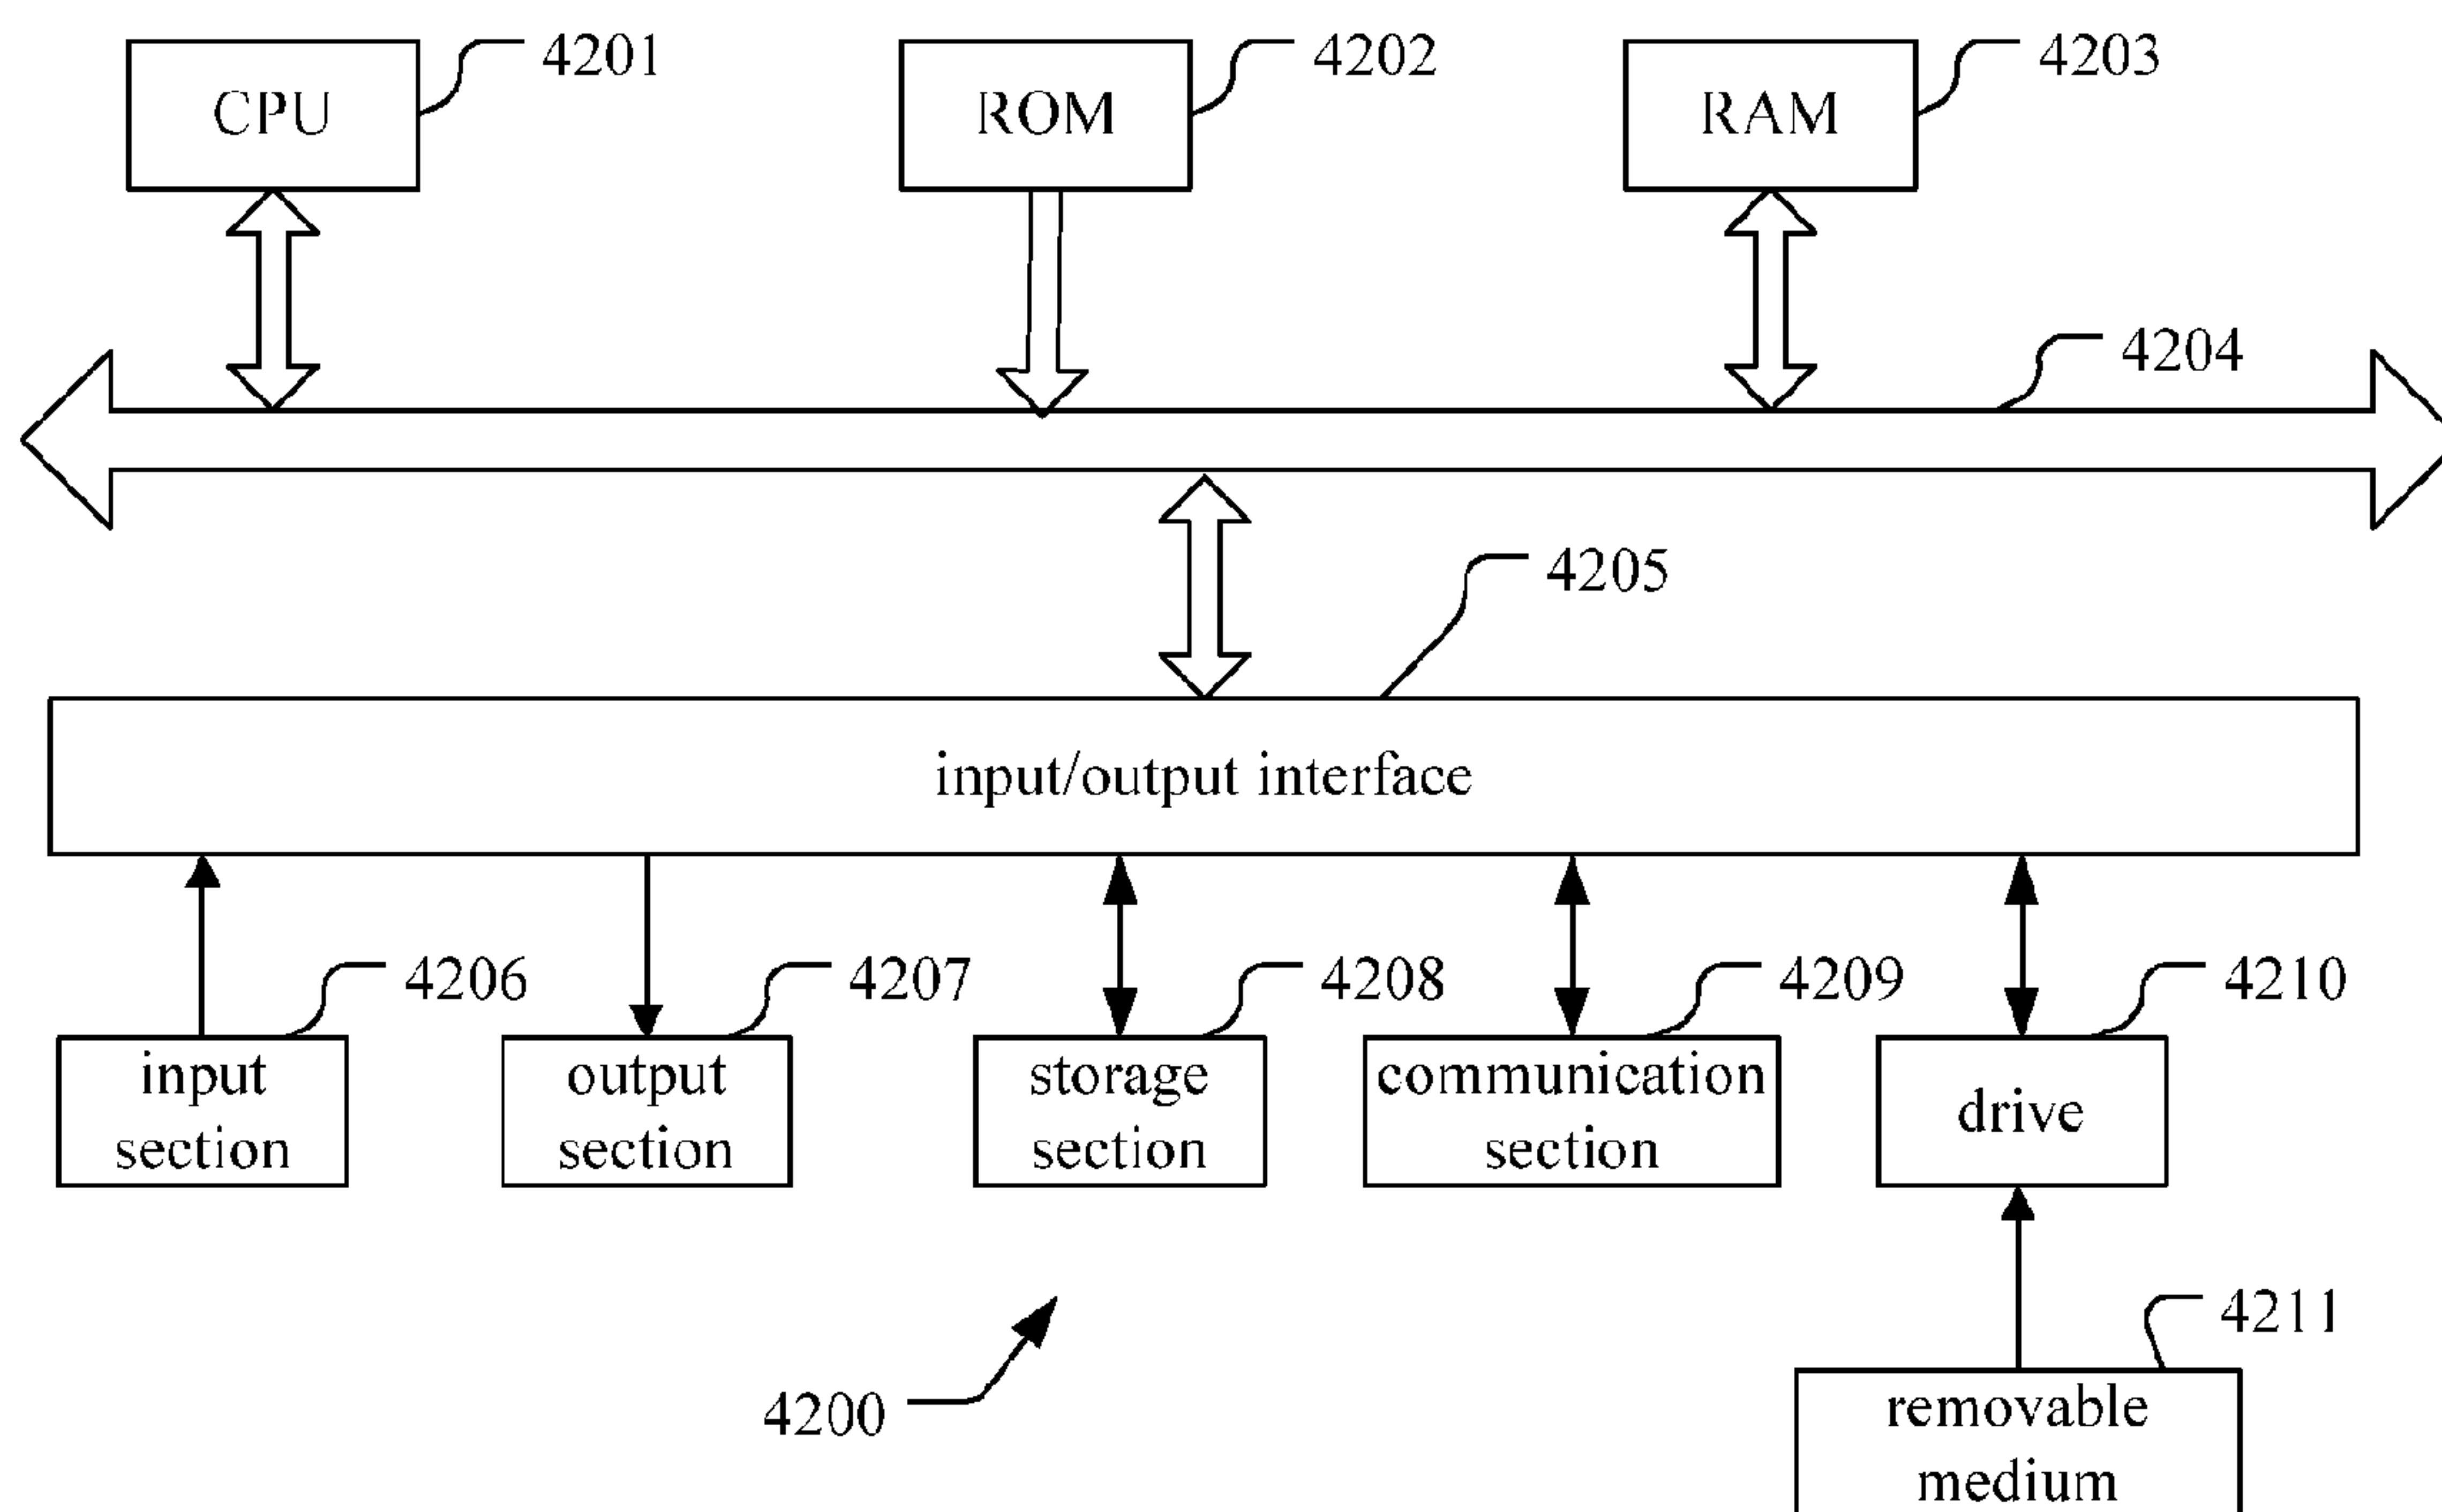 CPU
4201
ROM
4202
RAM
4203
4204
4205
input/output interface
4206
4207
4208
4209
4210
input
section
output
section
storage
section
communication
section
drive
4211
4200
removable
medium